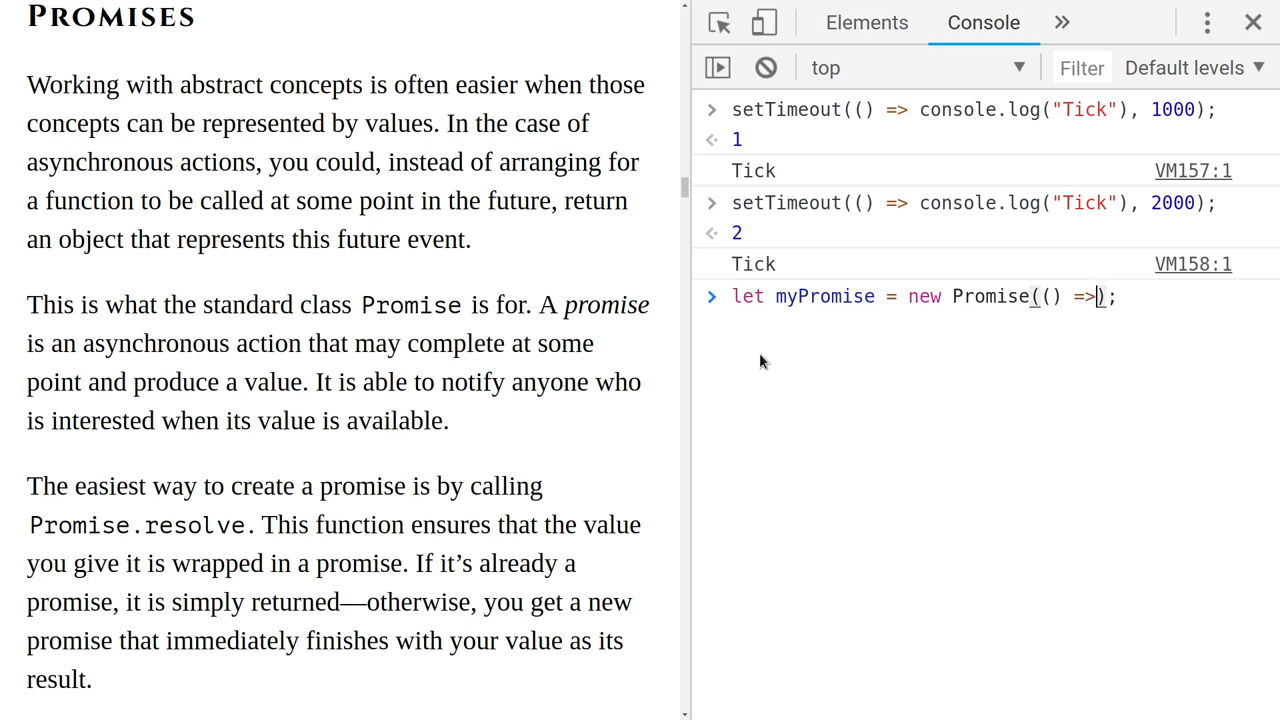 PROMISES
Working with abstract concepts is often easier when those
concepts can be represented by values. In the case of
asynchronous actions, you could, instead of arranging for
a function to be called at some point in the future, return
an object that represents this future event.
This is what the standard class Promise is for. A promise
is an asynchronous action that may complete at some
point and produce a value. It is able to notify anyone who
is interested when its value is available.
The easiest way to create a promise is by calling
Promise.resolve. This function ensures that the value
you give it is wrapped in a promise. If it’s already a
promise, it is simply returned—otherwise, you get a new
promise that immediately finishes with your value as its
result.
Elements Console
top Filter Default levels
setTimeout(() => console.log("Tick"), 1000);
1
Tick VM157:1
setTimeout(() => console.log("Tick"), 2000);
2
Tick VM158:1
let myPromise = new Promise(() =>);